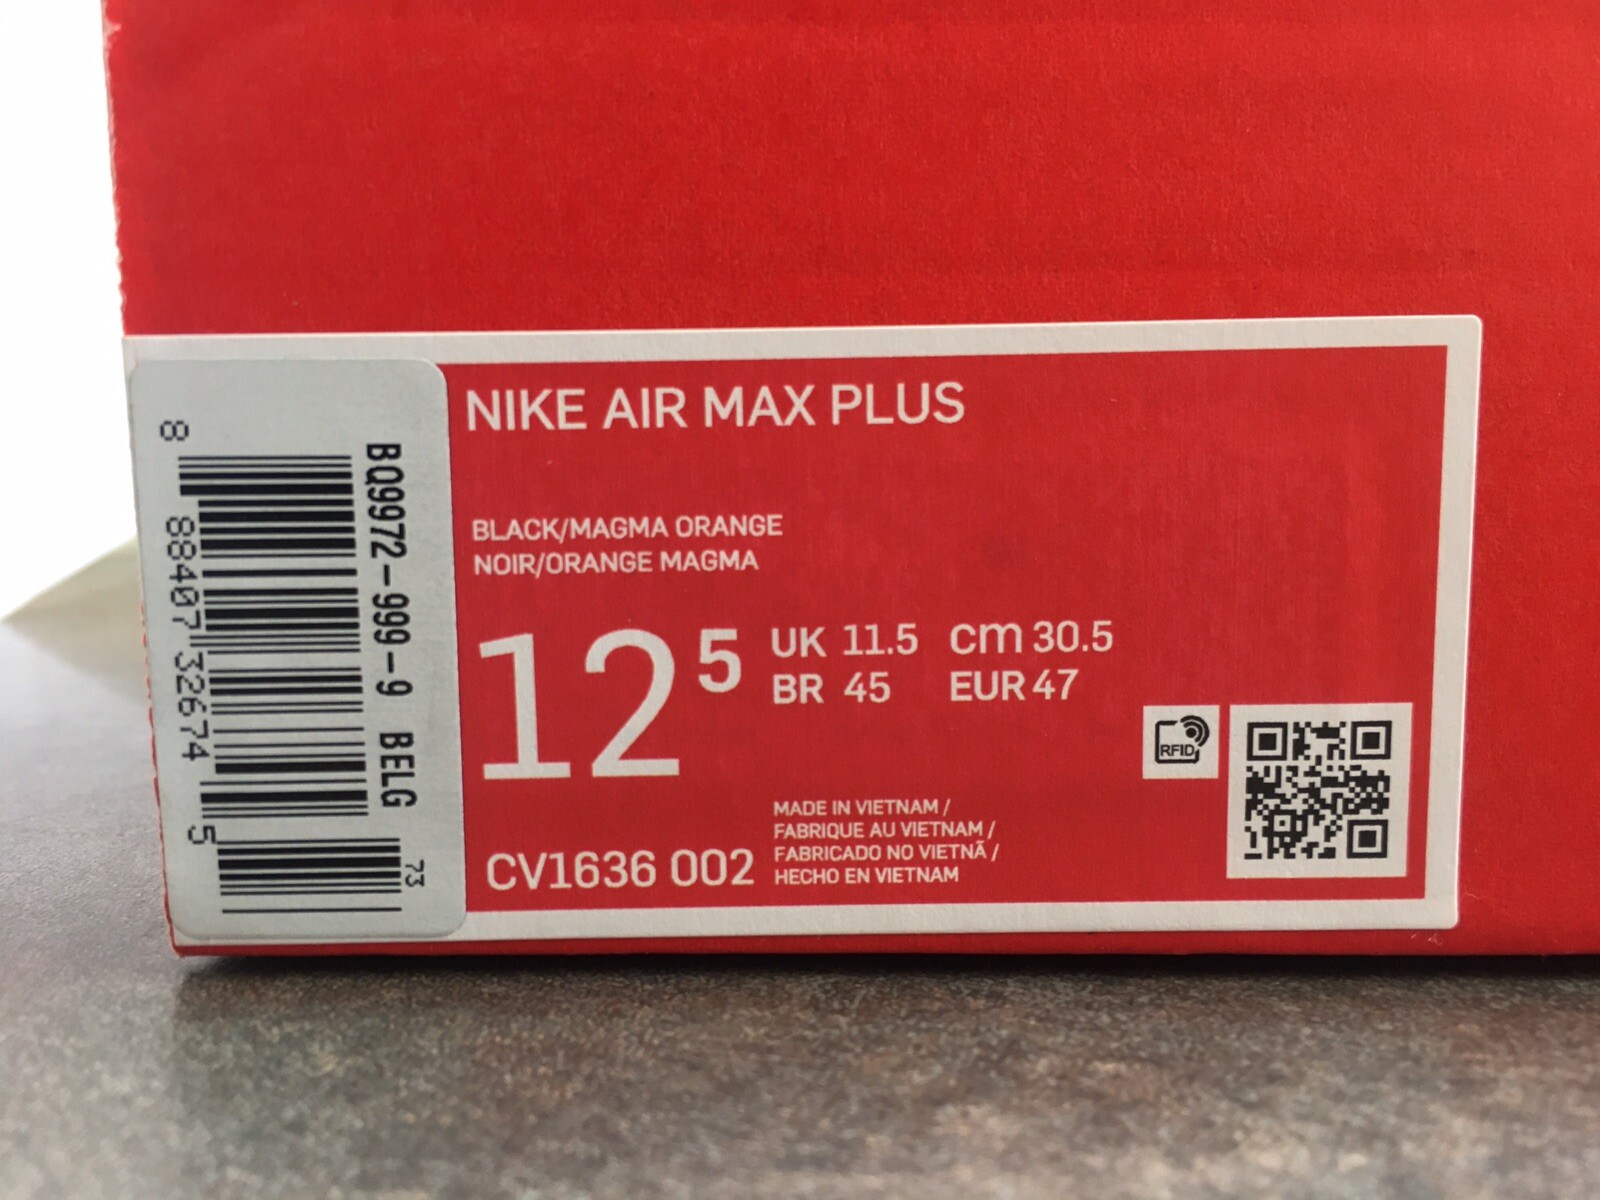 NIKE AIR MAX PLUS
BLACK/MAGMA ORANGE
NOIR/ORANGE MAGMA
12 5
UK 11.5 cm 30.5
BR 45 EUR 47
RFID
CV1636 002
MADE IN VIETNAM /
FABRIQUE AU VIETNAM /
FABRICADO NO VIETNÃ /
HECHO EN VIETNAM
BQ9972-999-9 BELG
73
8 88407 32674 5